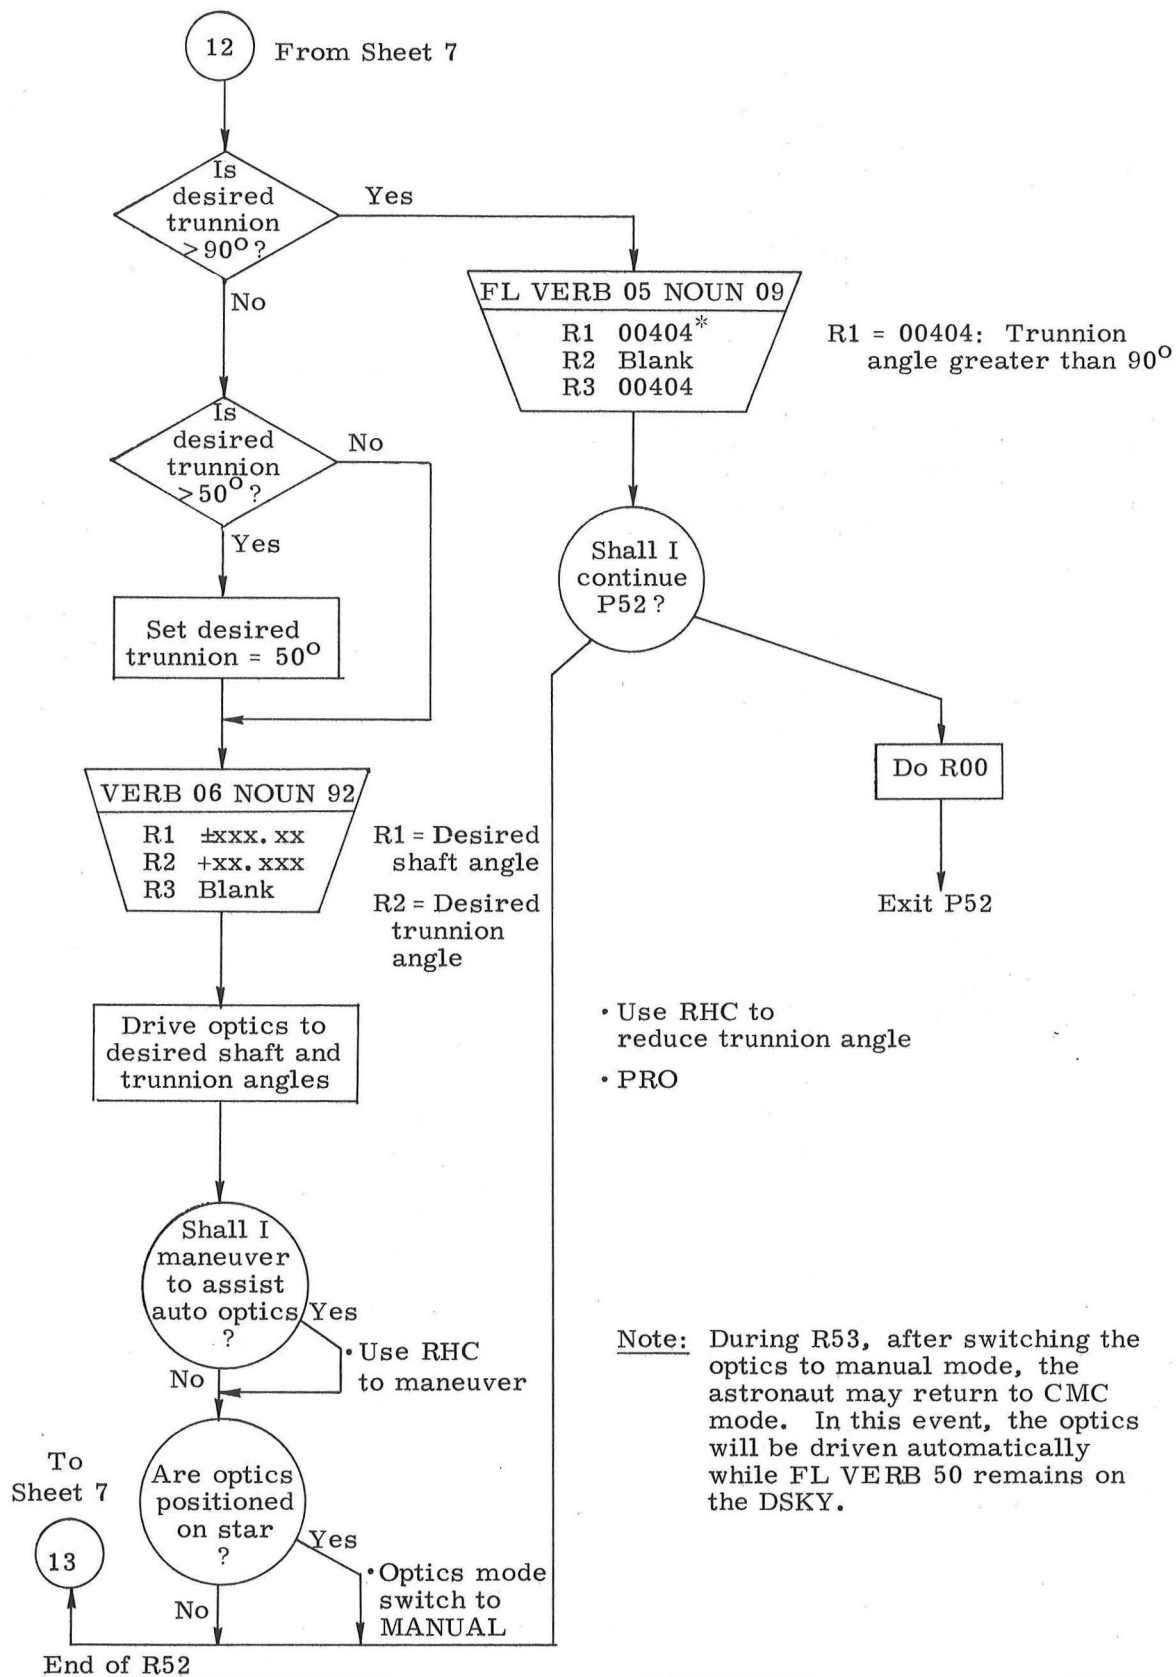 12
From Sheet 7
Is
desired
trunnion
>90°?
Yes
No
FL VERB 05 NOUN 09
R1 00404*
R2 Blank
R3 00404
R1 = 00404: Trunnion
angle greater than 90°
Is
desired
trunnion
>50°?
No
Yes
Set desired
trunnion = 50°
Shall I
continue
P52?
Do R00
Exit P52
VERB 06 NOUN 92
R1 ±xxx.xx
R2 +xx.xxx
R3 Blank
R1 = Desired
shaft angle
R2 = Desired
trunnion
angle
Drive optics to
desired shaft and
trunnion angles
• Use RHC to
reduce trunnion angle
• PRO
Shall I
maneuver
to assist
auto optics
?
Yes
• Use RHC
to maneuver
No
Are optics
positioned
on star
?
Yes
• Optics mode
switch to
MANUAL
No
To
Sheet 7
13
End of R52
Note: During R53, after switching the
optics to manual mode, the
astronaut may return to CMC
mode. In this event, the optics
will be driven automatically
while FL VERB 50 remains on
the DSKY.